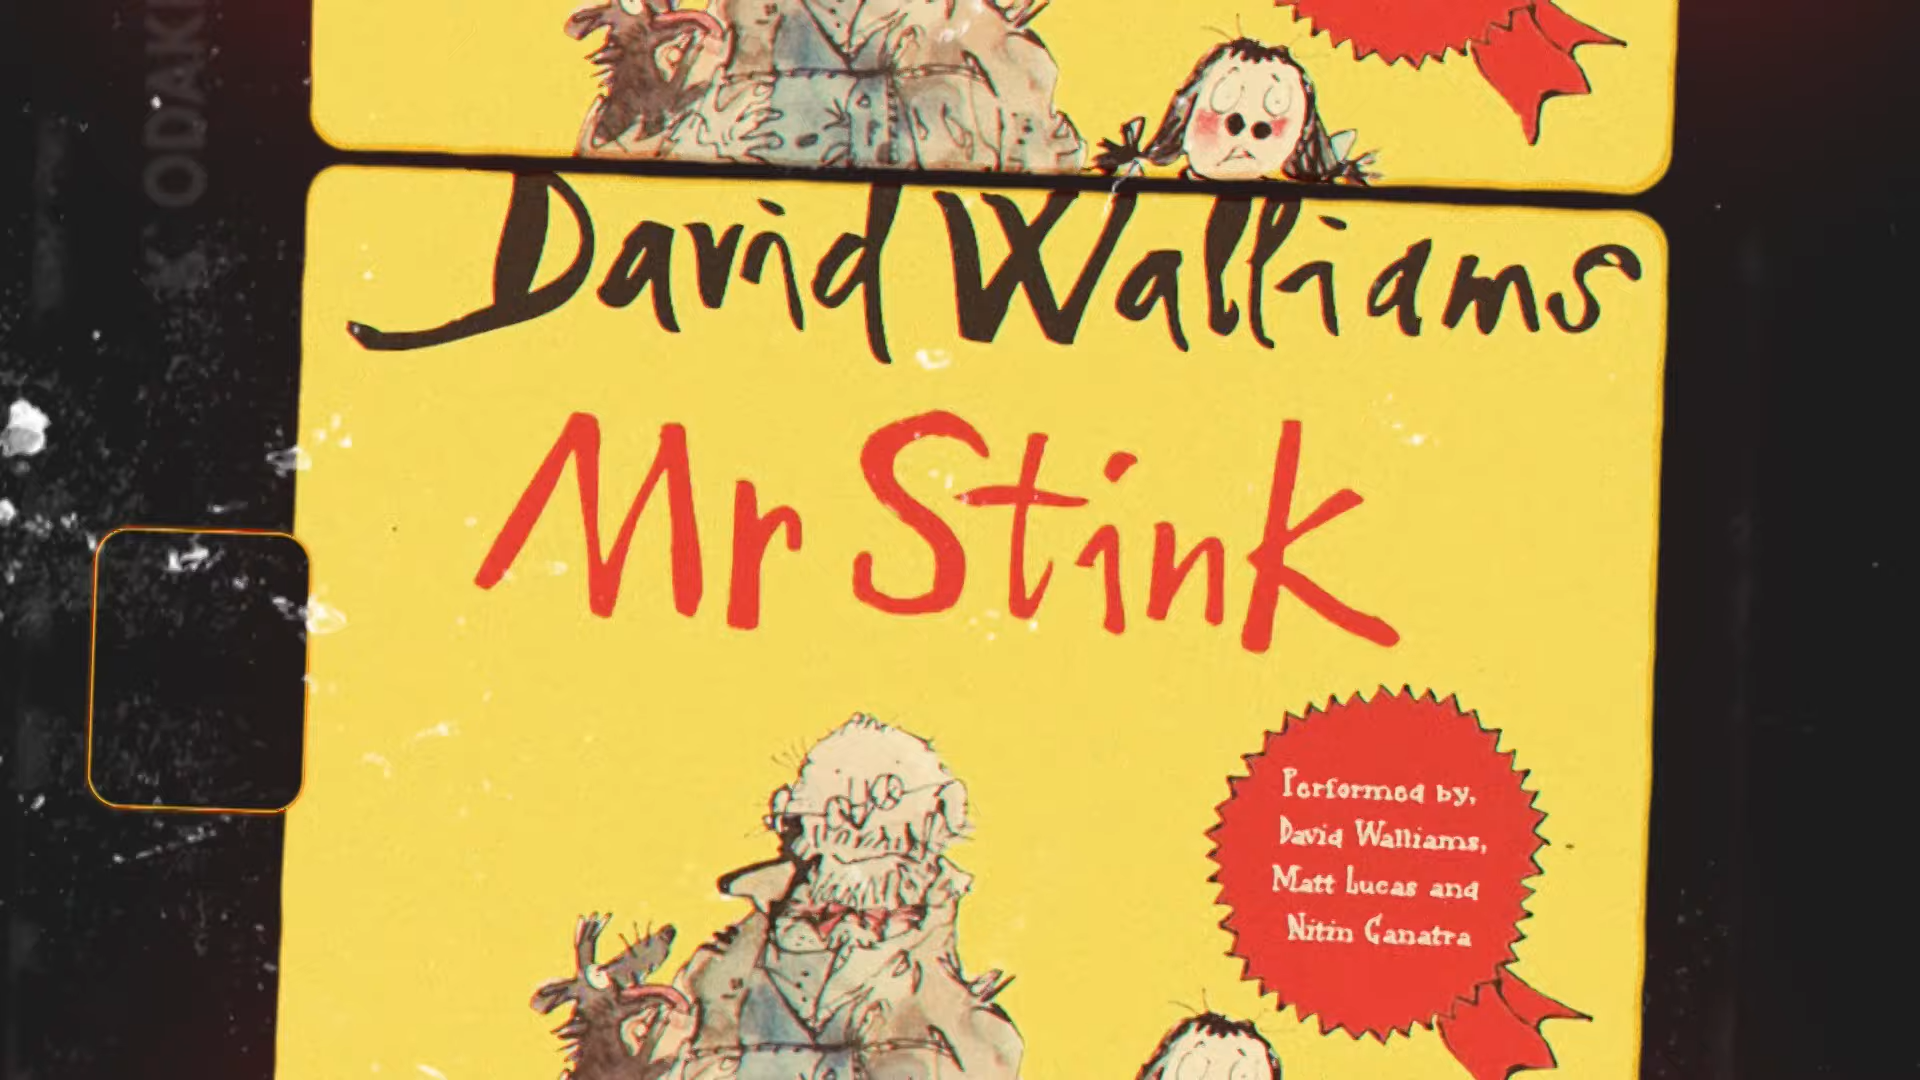 David Walliams
Mr Stink
Performed by,
David Walliams,
Matt Lucas and
Nitin Ganatra